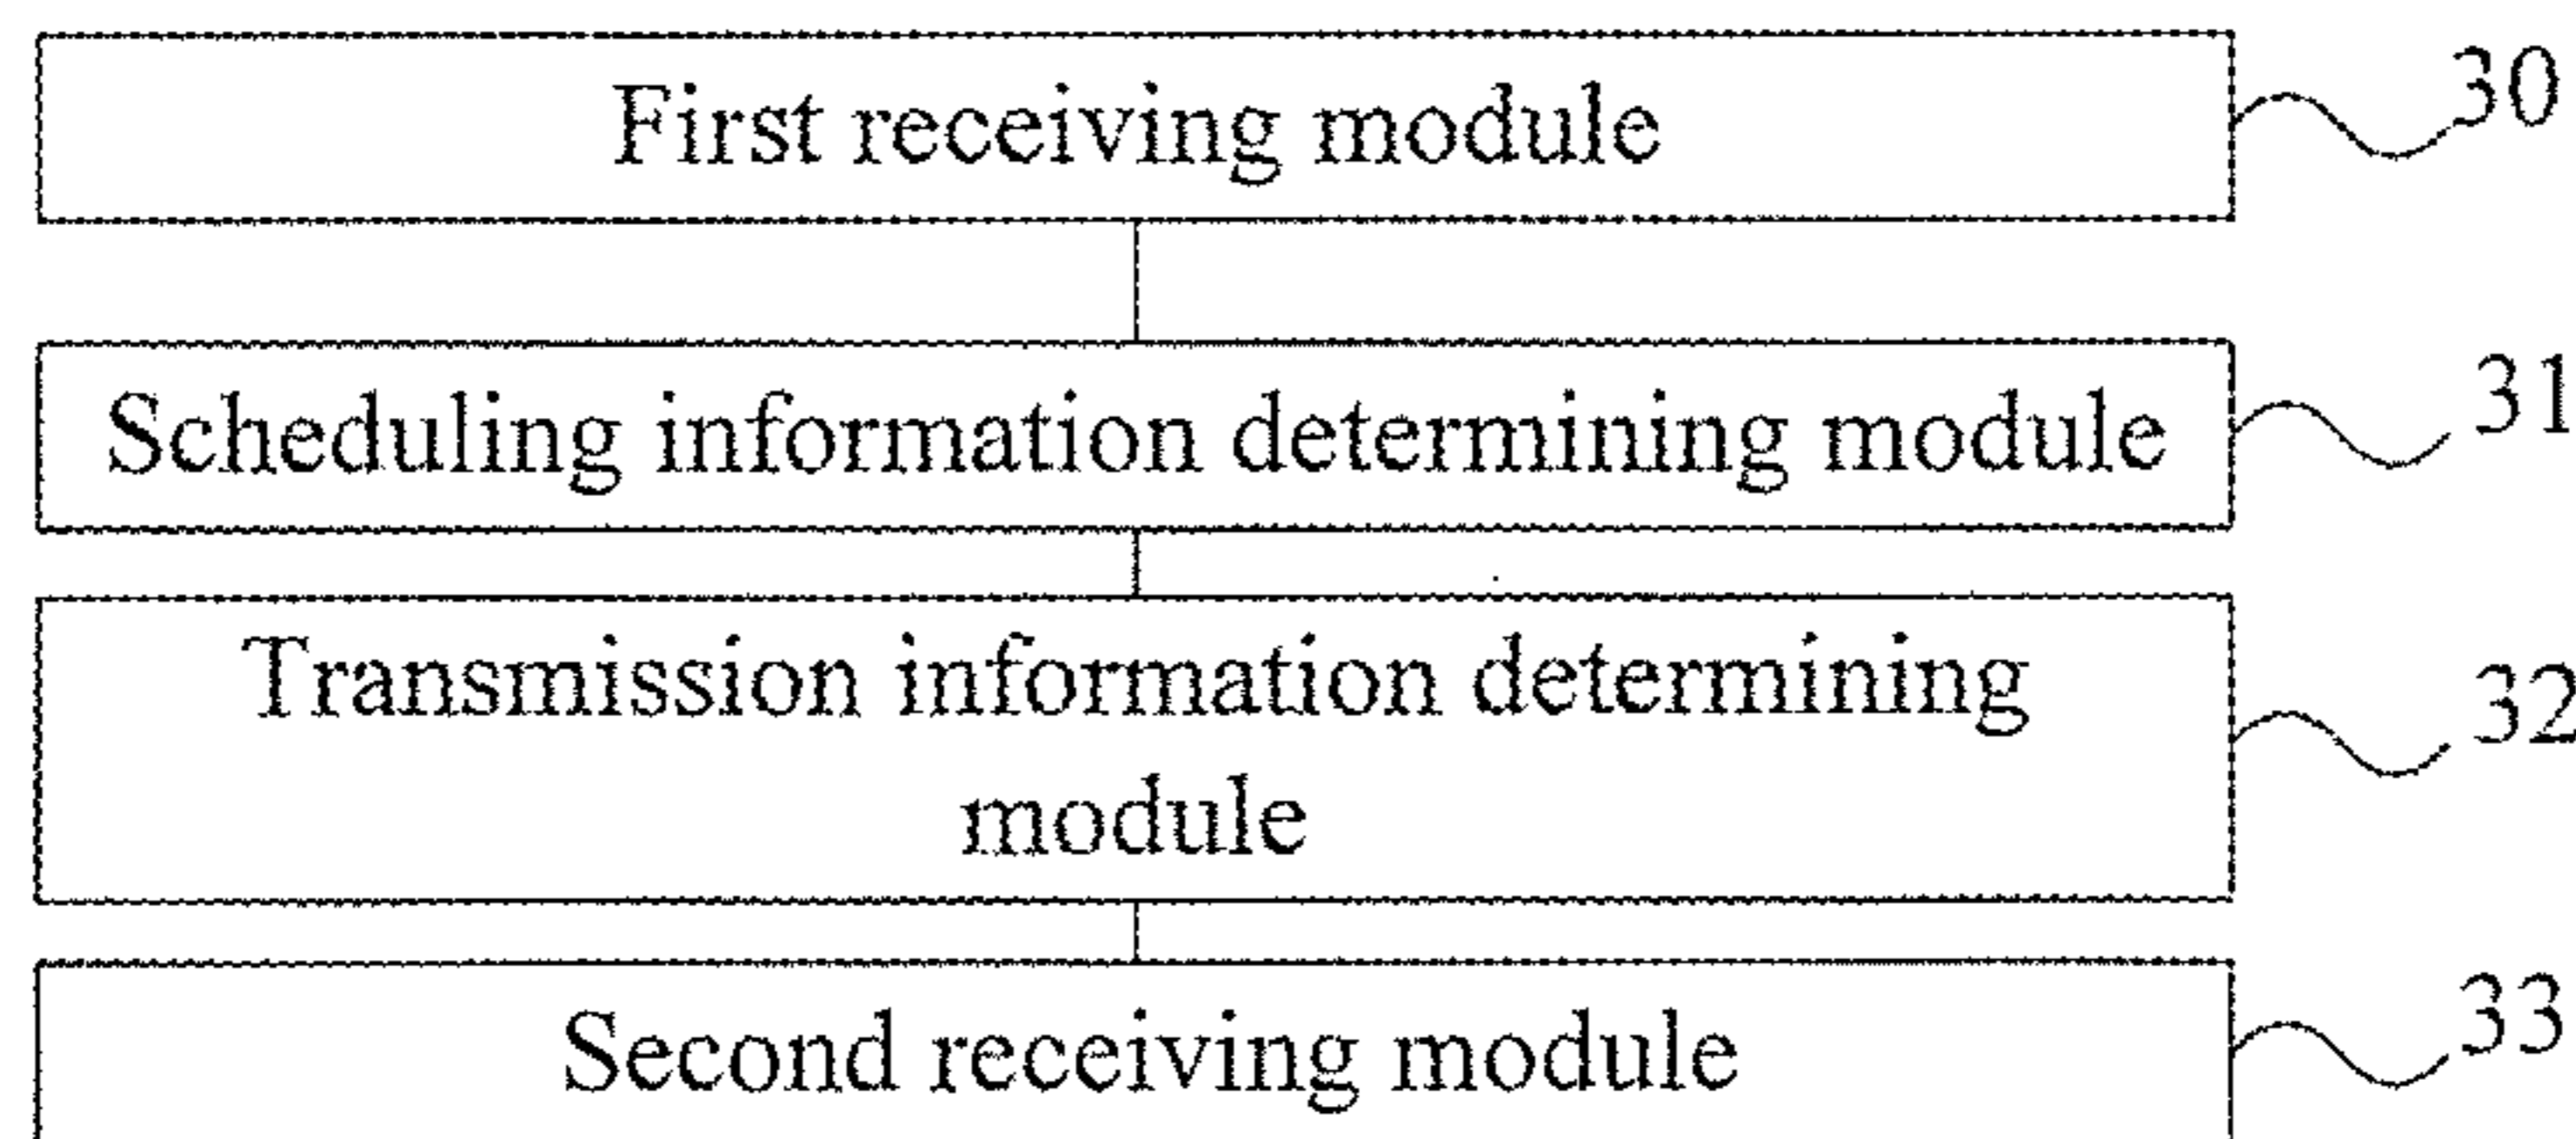 First receiving module 30
Scheduling information determining module 31
Transmission information determining
module
32
Second receiving module 33